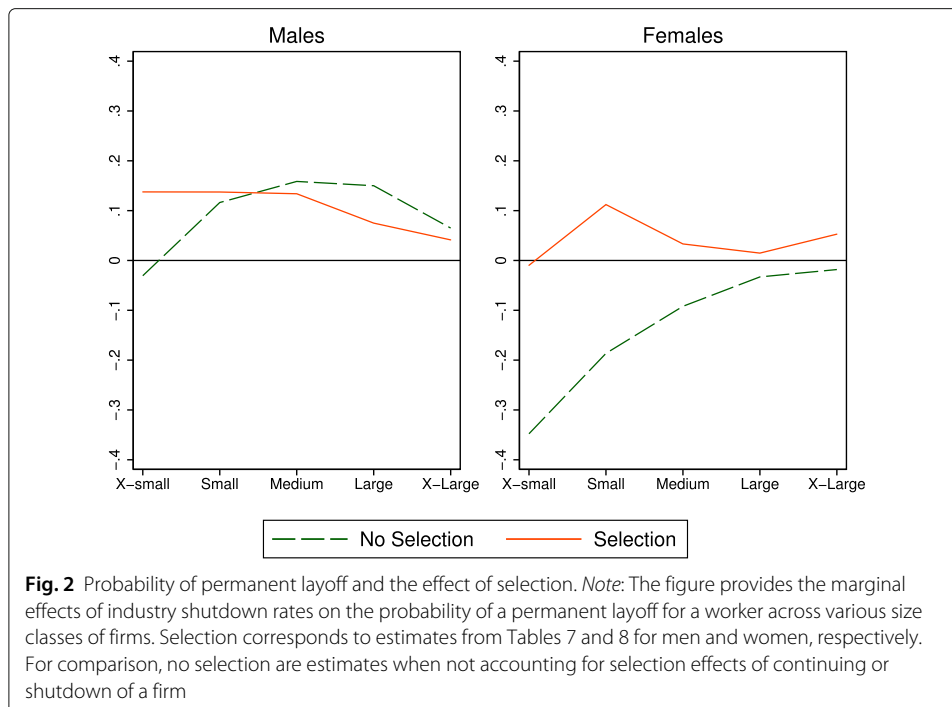 Males
Females
.4
.3
.2
.1
0
−.1
−.2
−.3
−.4
X−small
Small
Medium
Large
X−Large
.4
.3
.2
.1
0
−.1
−.2
−.3
−.4
X−small
Small
Medium
Large
X−Large
No Selection
Selection
Fig. 2 Probability of permanent layoff and the effect of selection. Note: The figure provides the marginal
effects of industry shutdown rates on the probability of a permanent layoff for a worker across various size
classes of firms. Selection corresponds to estimates from Tables 7 and 8 for men and women, respectively.
For comparison, no selection are estimates when not accounting for selection effects of continuing or
shutdown of a firm